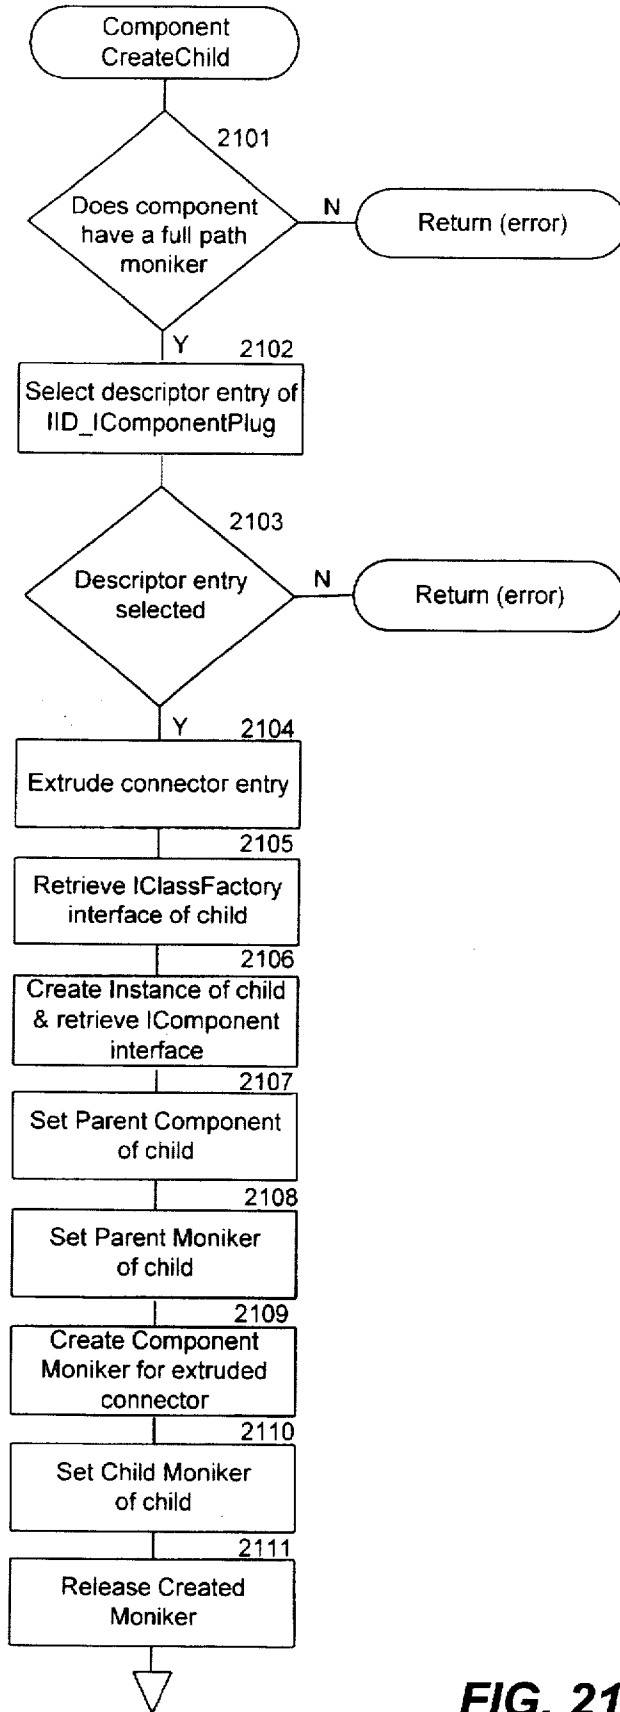 Component
CreateChild
2101
Does component
have a full path
moniker
N
Return (error)
Y
2102
Select descriptor entry of
IID_IComponentPlug
2103
Descriptor entry
selected
N
Return (error)
Y
2104
Extrude connector entry
2105
Retrieve IClassFactory
interface of child
2106
Create Instance of child
& retrieve IComponent
interface
2107
Set Parent Component
of child
2108
Set Parent Moniker
of child
2109
Create Component
Moniker for extruded
connector
2110
Set Child Moniker
of child
2111
Release Created
Moniker
FIG. 21